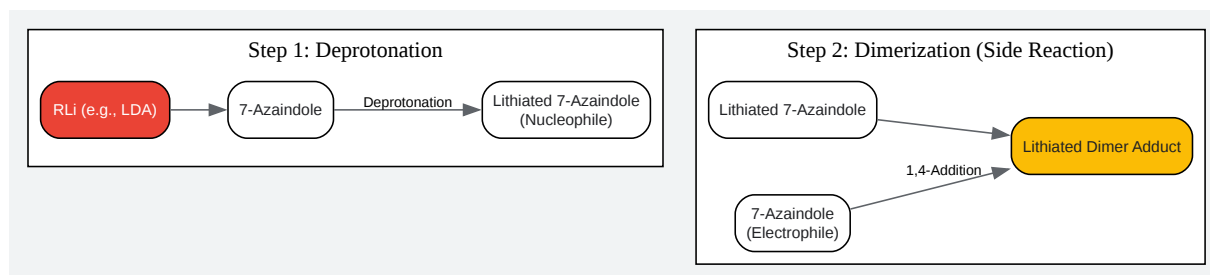 Step 1: Deprotonation
RLi (e.g., LDA)
7-Azaindole
Deprotonation
Lithiated 7-Azaindole
(Nucleophile)
Step 2: Dimerization (Side Reaction)
Lithiated 7-Azaindole
Lithiated Dimer Adduct
1,4-Addition
7-Azaindole
(Electrophile)